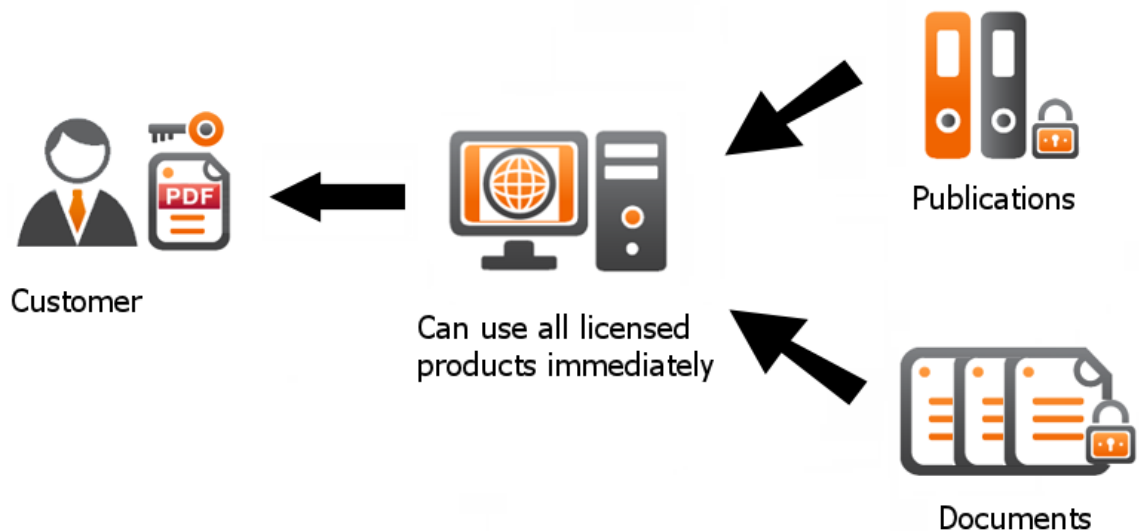 Publications
PDF
Customer
Can use all licensed
products immediately
Documents